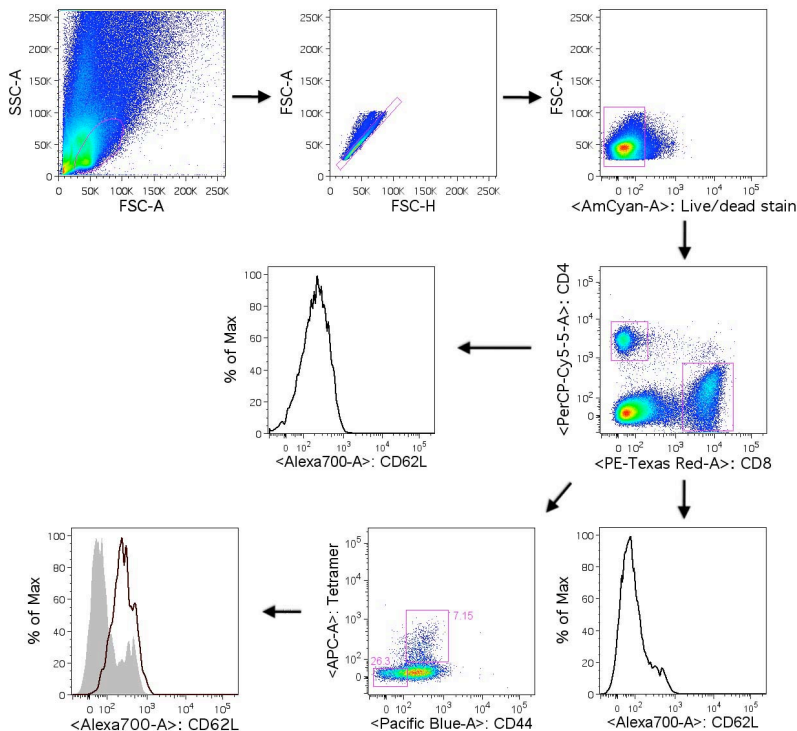 250K
200K
150K
100K
50K
0
SSC-A
0 50K 100K 150K 200K 250K
FSC-A
250K
200K
150K
100K
50K
0
FSC-A
0 50K 100K 150K 200K 250K
FSC-H
250K
200K
150K
100K
50K
0
FSC-A
0 10² 10³ 10⁴ 10⁵
<AmCyan-A>: Live/dead stain
100
80
60
40
20
0
% of Max
0 10² 10³ 10⁴ 10⁵
<Alexa700-A>: CD62L
10⁵
10⁴
10³
10²
0
<PerCP-Cy5-5-A>: CD4
0 10² 10³ 10⁴ 10⁵
<PE-Texas Red-A>: CD8
100
80
60
40
20
0
% of Max
0 10² 10³ 10⁴ 10⁵
<Alexa700-A>: CD62L
10⁵
10⁴
10³
10²
0
<APC-A>: Tetramer
7.15
26.3
0 10² 10³ 10⁴ 10⁵
<Pacific Blue-A>: CD44
100
80
60
40
20
0
% of Max
0 10² 10³ 10⁴ 10⁵
<Alexa700-A>: CD62L